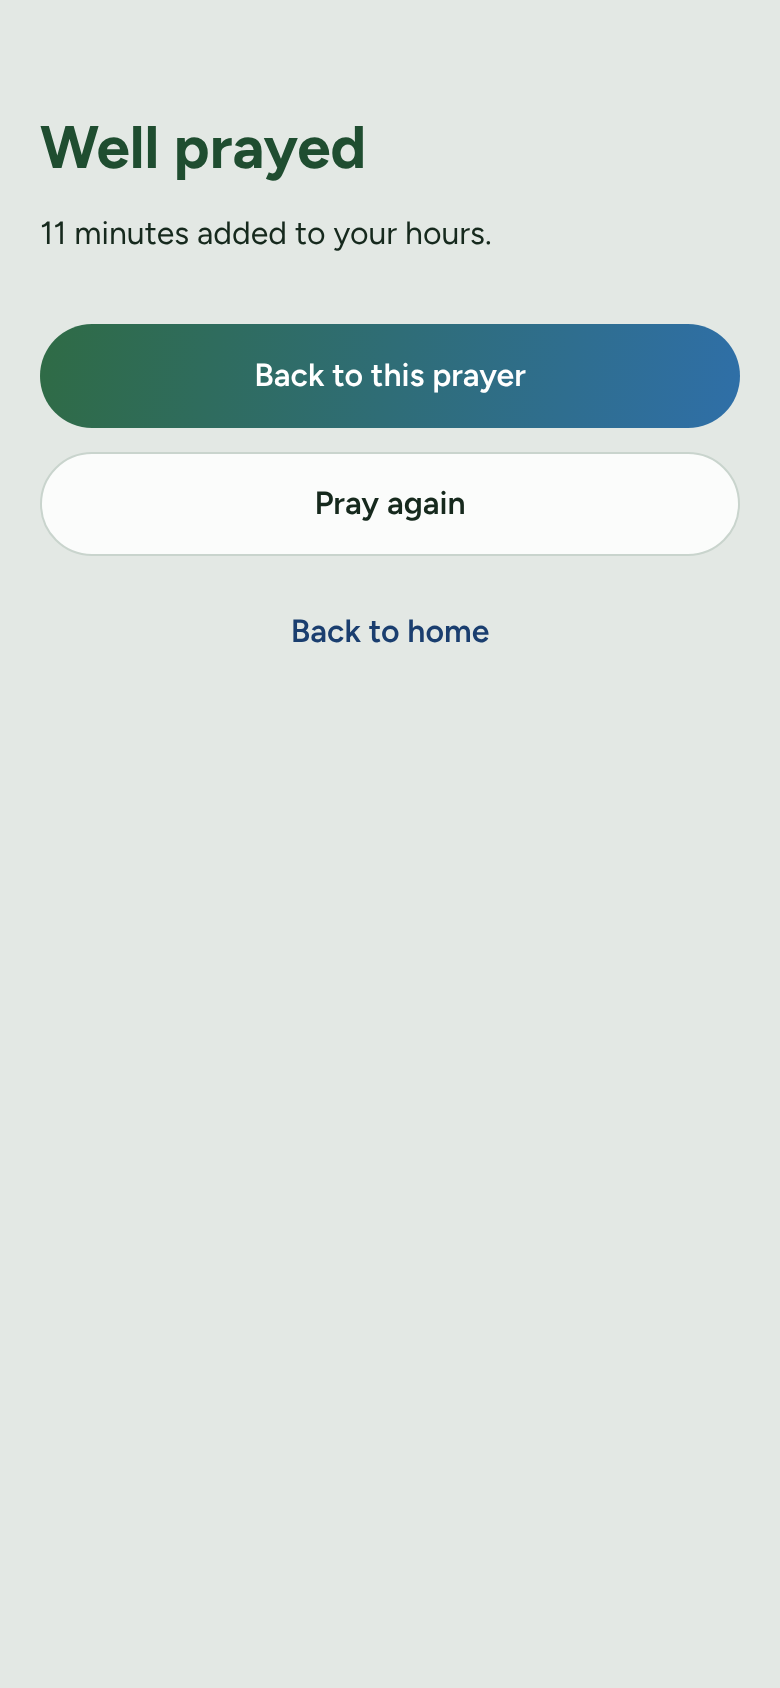 Well prayed
11 minutes added to your hours.
Back to this prayer
Pray again
Back to home